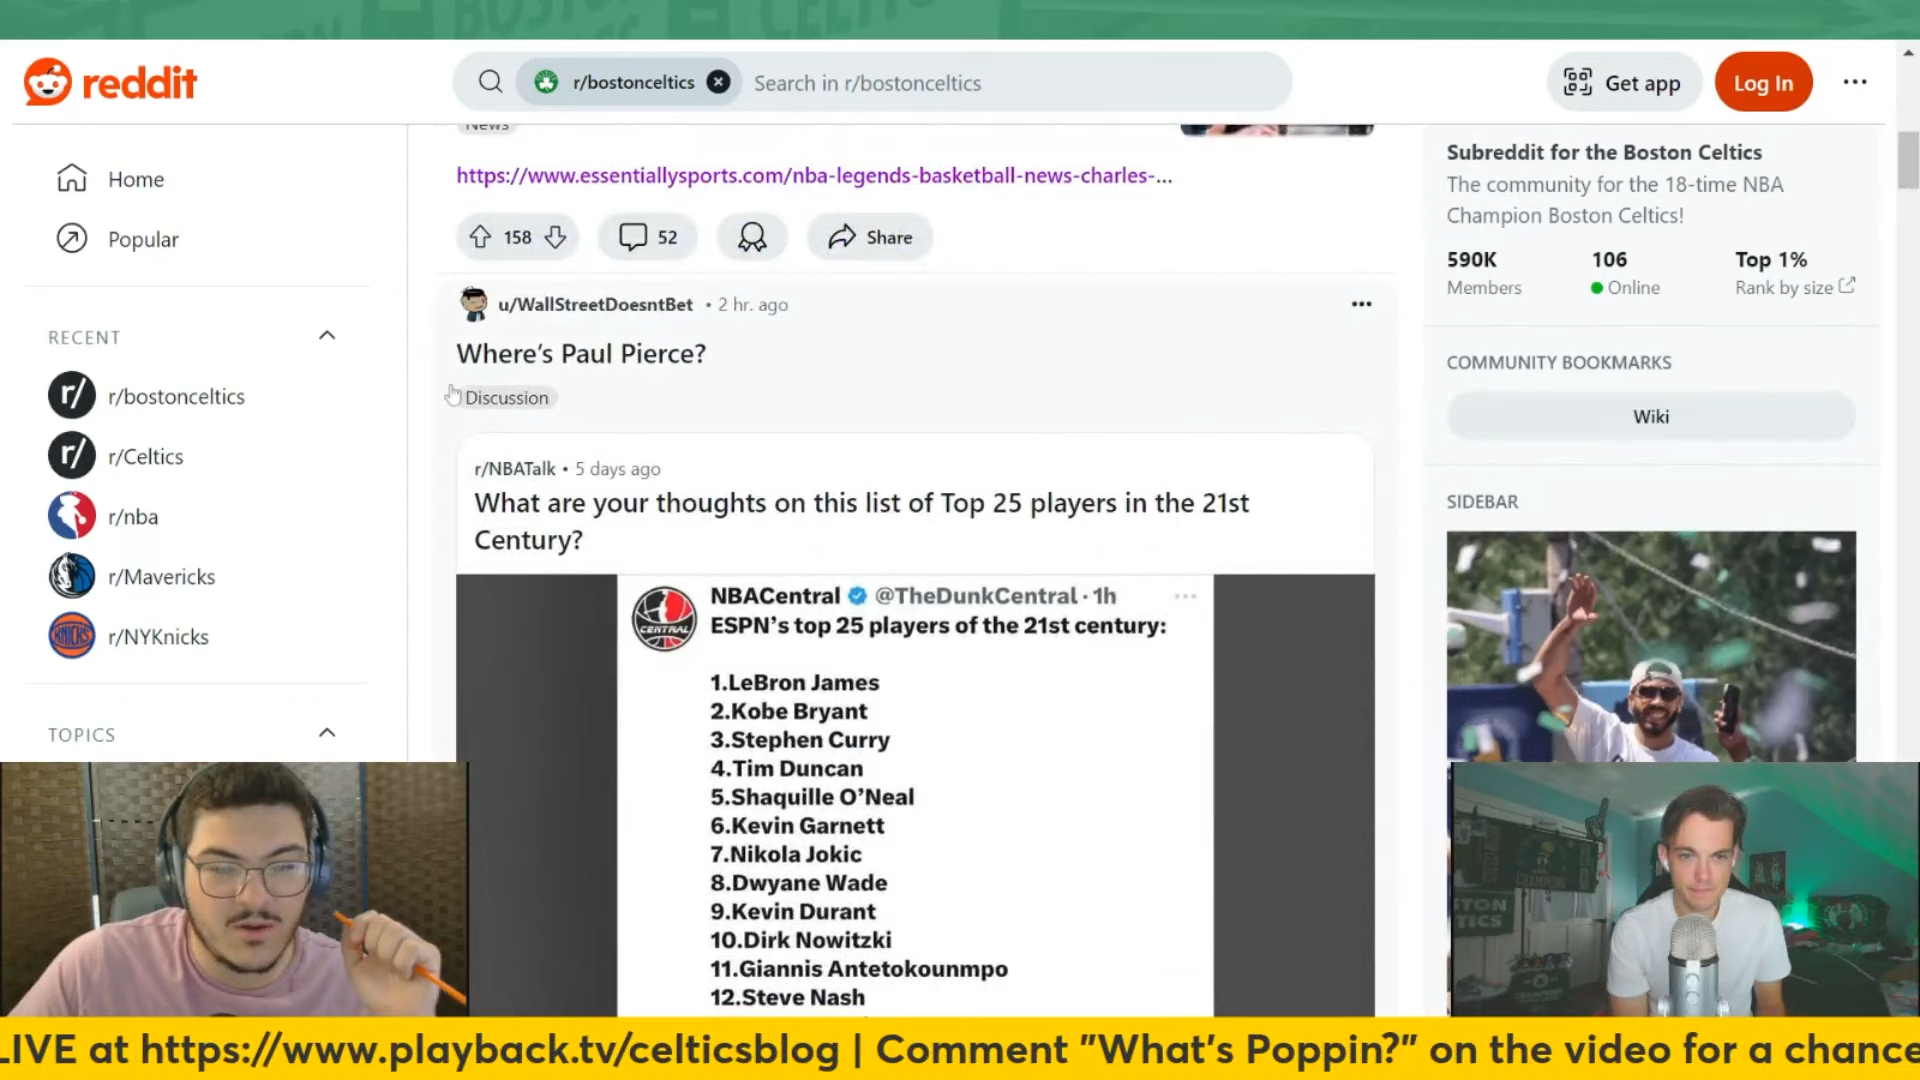 BOSTON CELTICS
CELTICS
reddit
r/bostonceltics
Search in r/bostonceltics
Get app
Log In
News
https://www.essentiallysports.com/nba-legends-basketball-news-charles-...
158
52
Share
Home
Popular
RECENT
r/bostonceltics
r/Celtics
r/nba
r/Mavericks
r/NYKnicks
TOPICS
u/WallStreetDoesntBet • 2 hr. ago
Where's Paul Pierce?
Discussion
r/NBATalk • 5 days ago
What are your thoughts on this list of Top 25 players in the 21st
Century?
CENTRAL
NBACentral @TheDunkCentral · 1h
ESPN's top 25 players of the 21st century:
1.LeBron James
2.Kobe Bryant
3.Stephen Curry
4.Tim Duncan
5.Shaquille O'Neal
6.Kevin Garnett
7.Nikola Jokic
8.Dwyane Wade
9.Kevin Durant
10.Dirk Nowitzki
11.Giannis Antetokounmpo
12.Steve Nash
Subreddit for the Boston Celtics
The community for the 18-time NBA
Champion Boston Celtics!
590K
Members
106
Online
Top 1%
Rank by size
COMMUNITY BOOKMARKS
Wiki
SIDEBAR
LIVE at https://www.playback.tv/celticsblog | Comment "What's Poppin?" on the video for a chance